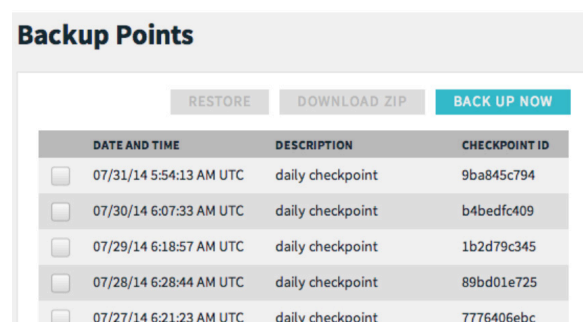 Backup Points
RESTORE DOWNLOAD ZIP BACK UP NOW
DATE AND TIME DESCRIPTION CHECKPOINT ID
07/31/14 5:54:13 AM UTC daily checkpoint 9ba845c794
07/30/14 6:07:33 AM UTC daily checkpoint b4bedfc409
07/29/14 6:18:57 AM UTC daily checkpoint 1b2d79c345
07/28/14 6:28:44 AM UTC daily checkpoint 89bd01e725
07/27/14 6:21:23 AM UTC daily checkpoint 7776406ebc